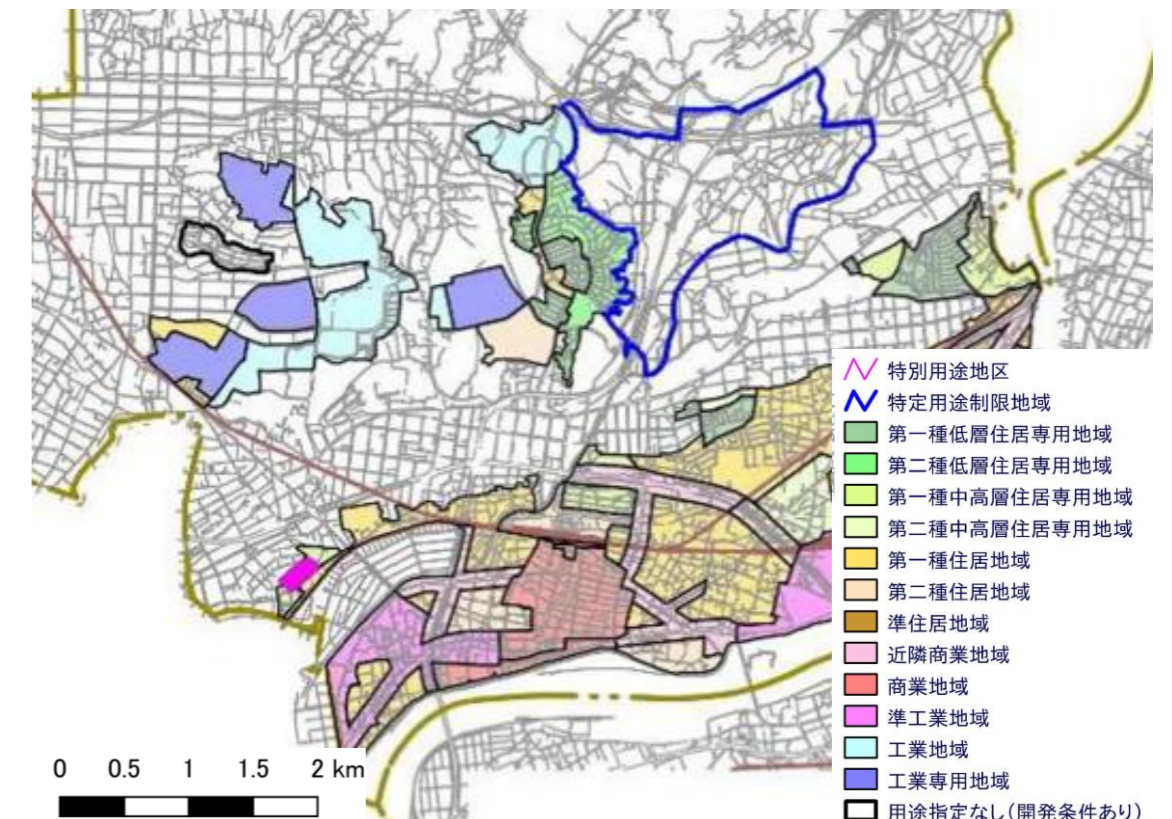 特別用途地区
特定用途制限地域
第一種低層住居専用地域
第二種低層住居専用地域
第一種中高層住居専用地域
第二種中高層住居専用地域
第一種住居地域
第二種住居地域
準住居地域
近隣商業地域
商業地域
準工業地域
工業地域
工業専用地域
用途指定なし(開発条件あり)
0 0.5 1 1.5 2 km